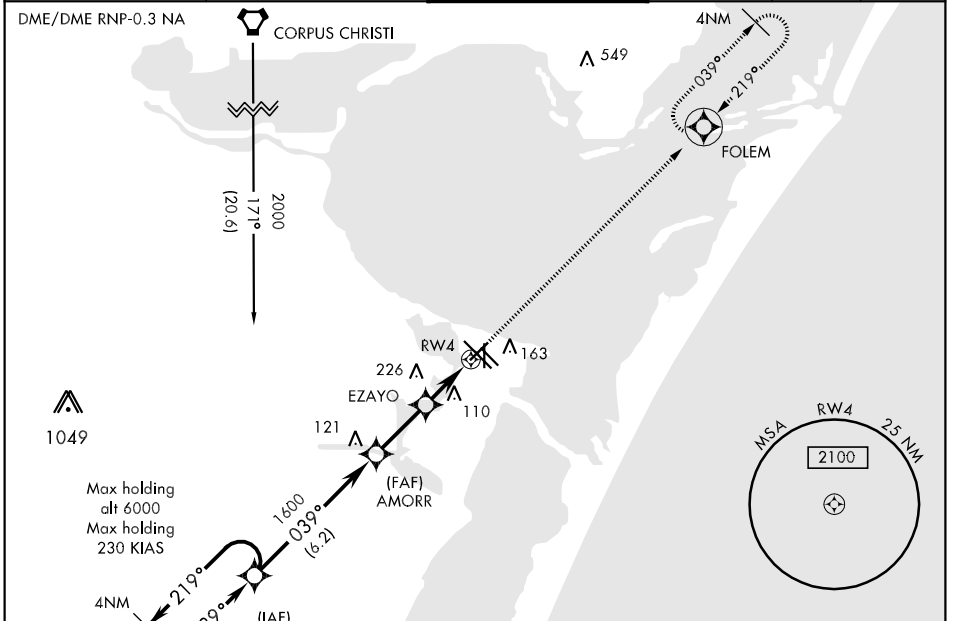 DME/DME RNP-0.3 NA
CORPUS CHRISTI
4NM
549
039°
219°
FOLEM
2000
171°
(20.6)
RW4
163
226
EZAYO
110
1049
121
(FAF)
AMORR
MSA RW4 25 NM
2100
Max holding
alt 6000
Max holding
230 KIAS
1600
039°
(6.2)
219°
4NM
(IAF)